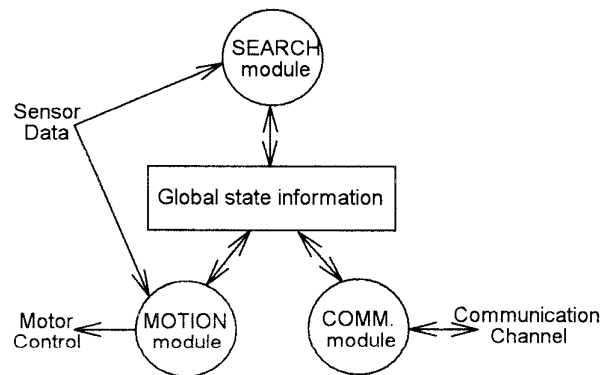 SEARCH
module
Sensor
Data
Global state information
Motor
Control
MOTION
module
COMM.
module
Communication
Channel